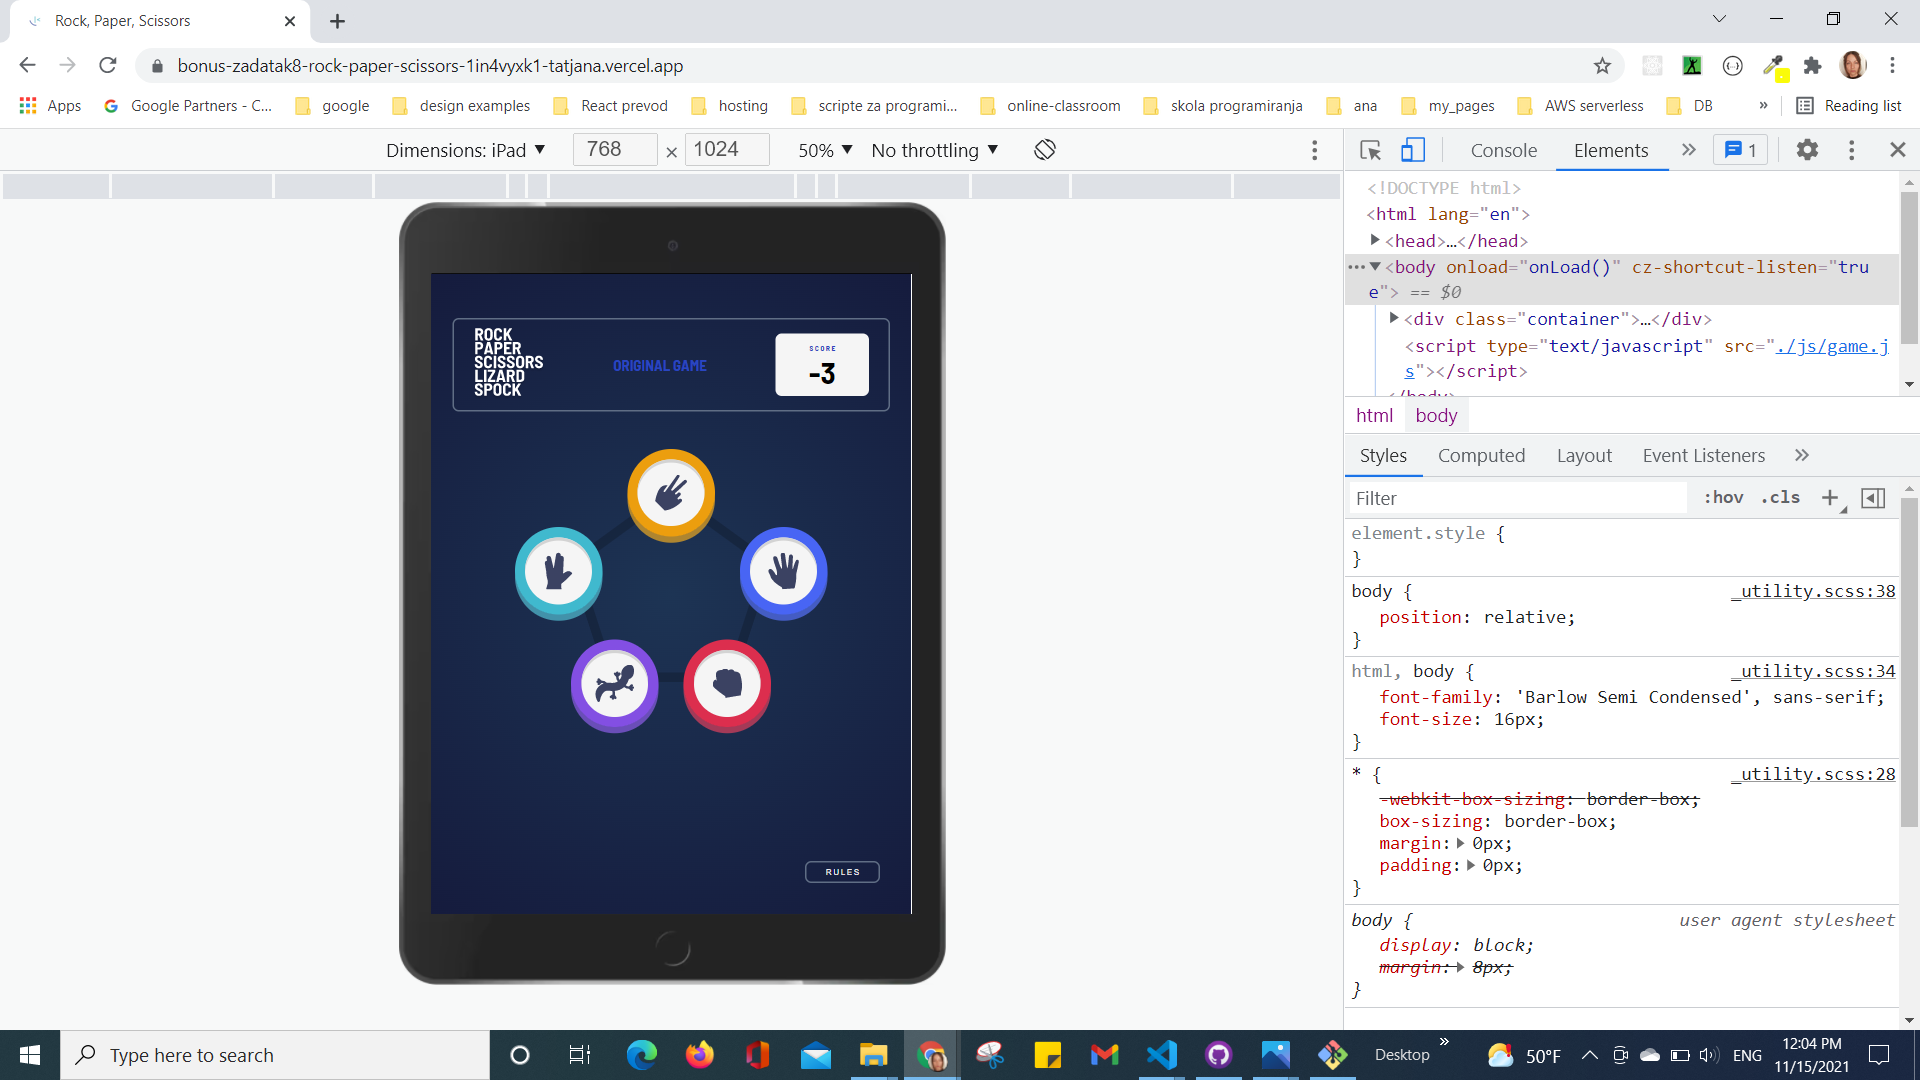 Rock, Paper, Scissors
bonus-zadatak8-rock-paper-scissors-1in4vyxk1-tatjana.vercel.app
Apps
Google Partners - C...
google
design examples
React prevod
hosting
scripte za programi...
online-classroom
skola programiranja
ana
my_pages
AWS serverless
DB
»
Reading list
Dimensions: iPad ▼ 768 × 1024 50% ▼ No throttling ▼
Console Elements » 1
ROCK
PAPER
SCISSORS
LIZARD
SPOCK
ORIGINAL GAME
SCORE
-3
RULES
<!DOCTYPE html>
<html lang="en">
<head>…</head>
<body onload="onLoad()" cz-shortcut-listen="tru
e"> == $0
<div class="container">…</div>
<script type="text/javascript" src="./js/game.j
s"></script>
</body>
html body
Styles Computed Layout Event Listeners »
Filter :hov .cls +
element.style {
}
body { _utility.scss:38
position: relative;
}
html, body { _utility.scss:34
font-family: 'Barlow Semi Condensed', sans-serif;
font-size: 16px;
}
* { _utility.scss:28
-webkit-box-sizing: border-box;
box-sizing: border-box;
margin: 0px;
padding: 0px;
}
body { user agent stylesheet
display: block;
margin: 8px;
}
Type here to search
Desktop »
50°F
ENG
12:04 PM
11/15/2021